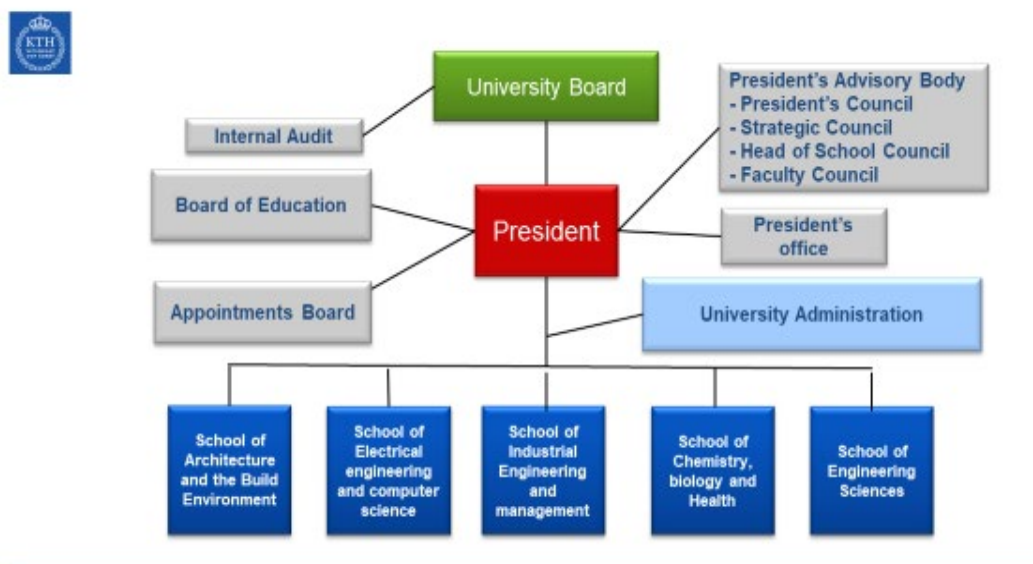 KTH
University Board
Internal Audit
President's Advisory Body
- President's Council
- Strategic Council
- Head of School Council
- Faculty Council
Board of Education
President
President's
office
Appointments Board
University Administration
School of
Architecture
and the Build
Environment
School of
Electrical
engineering
and computer
science
School of
Industrial
Engineering
and
management
School of
Chemistry,
biology and
Health
School of
Engineering
Sciences